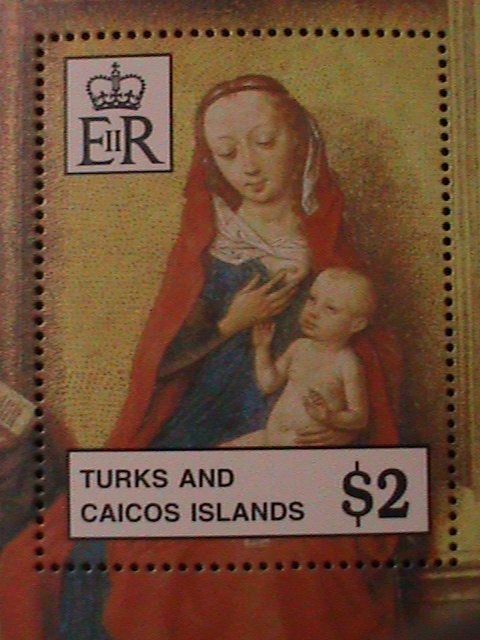 EIIR
TURKS AND
CAICOS ISLANDS
$2